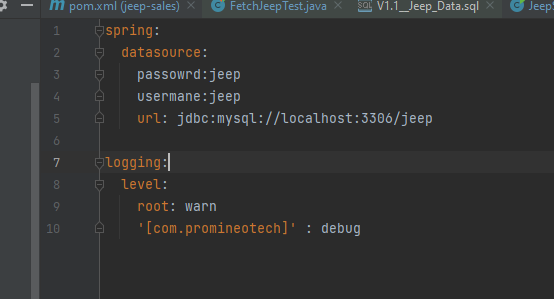 pom.xml (jeep-sales) × FetchJeepTest.java × V1.1__Jeep_Data.sql × JeepS
1 spring:
2   datasource:
3     passowrd:jeep
4     usermane:jeep
5     url: jdbc:mysql://localhost:3306/jeep
6
7 logging:
8   level:
9     root: warn
10     '[com.promineotech]' : debug